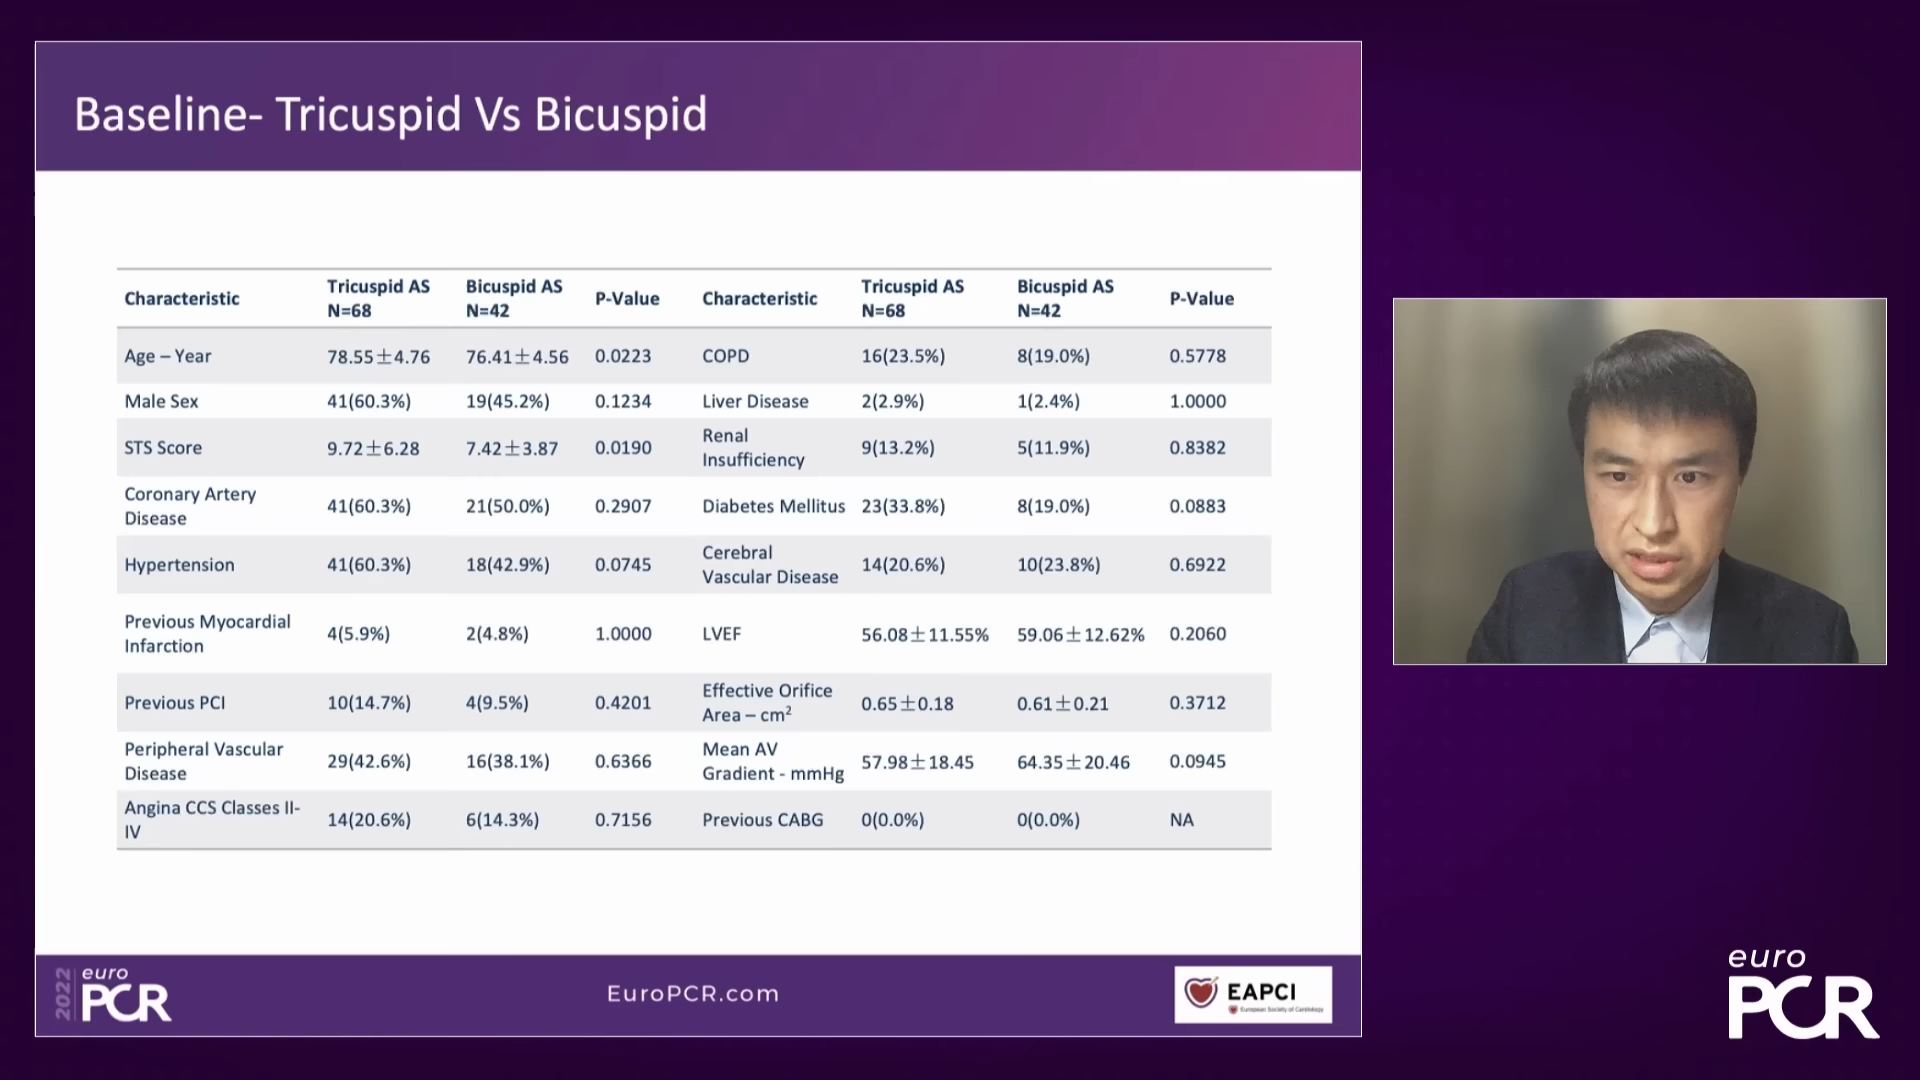 Baseline- Tricuspid Vs Bicuspid
Characteristic Tricuspid AS N=68 Bicuspid AS N=42 P-Value Characteristic Tricuspid AS N=68 Bicuspid AS N=42 P-Value
Age – Year 78.55±4.76 76.41±4.56 0.0223 COPD 16(23.5%) 8(19.0%) 0.5778
Male Sex 41(60.3%) 19(45.2%) 0.1234 Liver Disease 2(2.9%) 1(2.4%) 1.0000
STS Score 9.72±6.28 7.42±3.87 0.0190 Renal Insufficiency 9(13.2%) 5(11.9%) 0.8382
Coronary Artery Disease 41(60.3%) 21(50.0%) 0.2907 Diabetes Mellitus 23(33.8%) 8(19.0%) 0.0883
Hypertension 41(60.3%) 18(42.9%) 0.0745 Cerebral Vascular Disease 14(20.6%) 10(23.8%) 0.6922
Previous Myocardial Infarction 4(5.9%) 2(4.8%) 1.0000 LVEF 56.08±11.55% 59.06±12.62% 0.2060
Previous PCI 10(14.7%) 4(9.5%) 0.4201 Effective Orifice Area – cm² 0.65±0.18 0.61±0.21 0.3712
Peripheral Vascular Disease 29(42.6%) 16(38.1%) 0.6366 Mean AV Gradient - mmHg 57.98±18.45 64.35±20.46 0.0945
Angina CCS Classes II-IV 14(20.6%) 6(14.3%) 0.7156 Previous CABG 0(0.0%) 0(0.0%) NA
2022 euro PCR
EuroPCR.com
EAPCI
European Society of Cardiology
euro
PCR